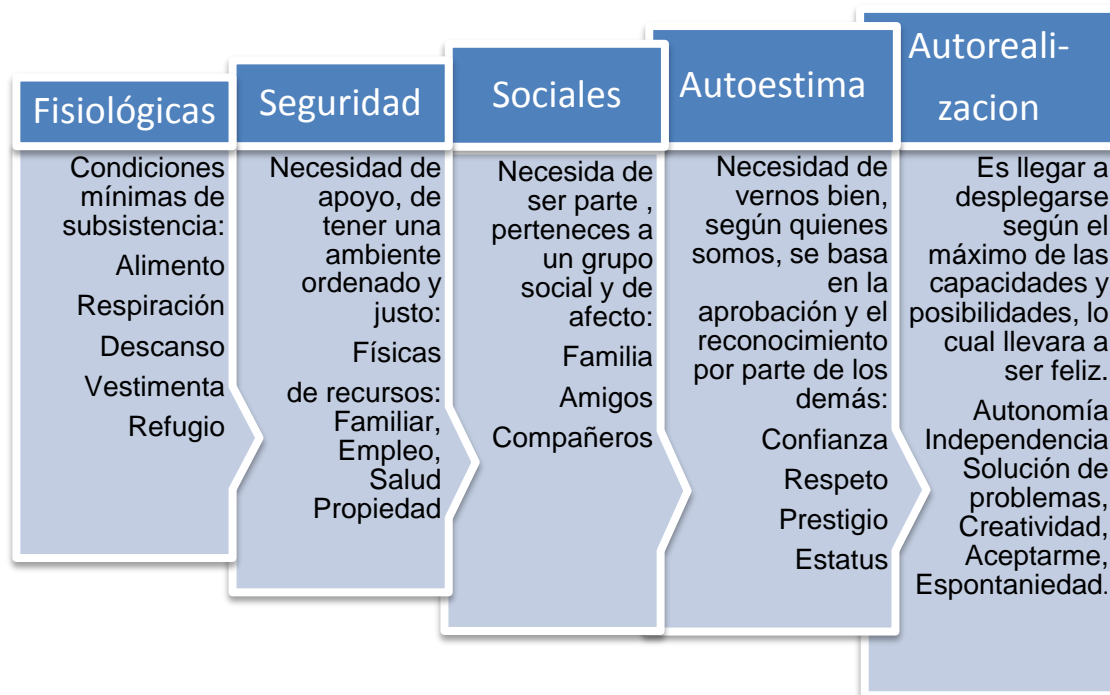 Fisiológicas
Condiciones
mínimas de
subsistencia:
Alimento
Respiración
Descanso
Vestimenta
Refugio
Seguridad
Necesidad de
apoyo, de
tener una
ambiente
ordenado y
justo:
Físicas
de recursos:
Familiar,
Empleo,
Salud
Propiedad
Sociales
Necesida de
ser parte ,
perteneces a
un grupo
social y de
afecto:
Familia
Amigos
Compañeros
Autoestima
Necesidad de
vernos bien,
según quienes
somos, se basa
en la
aprobación y el
reconocimiento
por parte de los
demás:
Confianza
Respeto
Prestigio
Estatus
Autoreali-
zacion
Es llegar a
desplegarse
según el
máximo de las
capacidades y
posibilidades, lo
cual llevara a
ser feliz.
Autonomía
Independencia
Solución de
problemas,
Creatividad,
Aceptarme,
Espontaniedad.